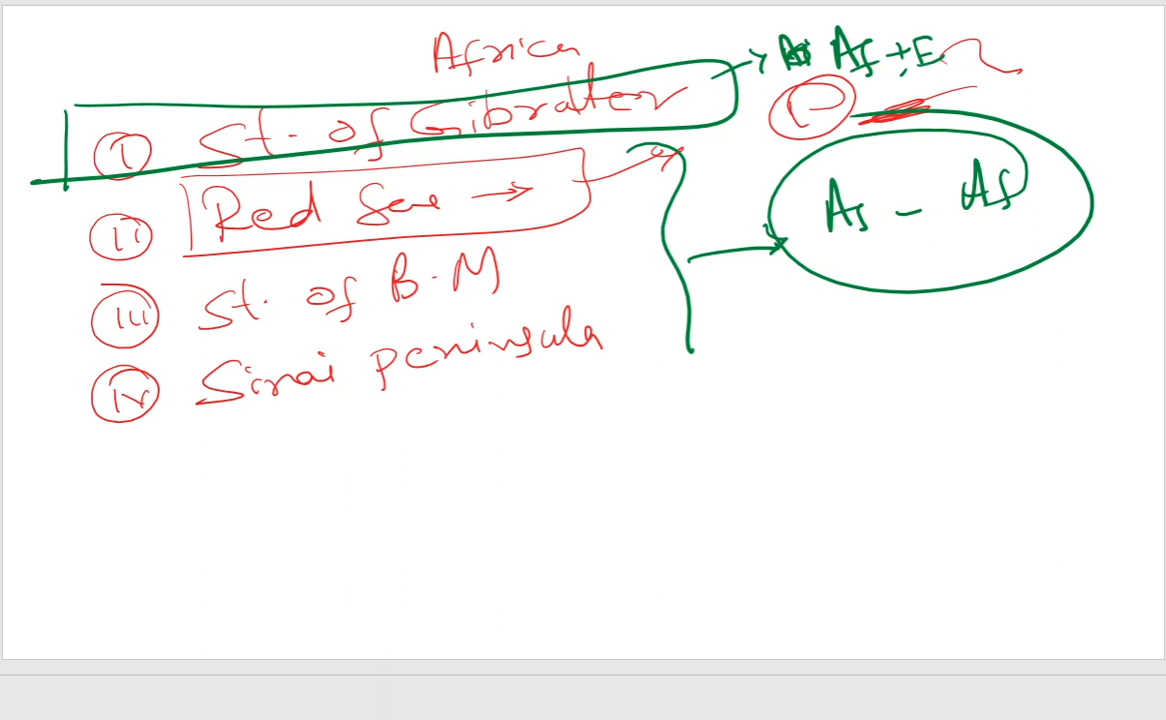 Africa
→ Af + E
(I) St. of Gibralter
(P)
(ii) Red Sea →
As - Af
(iii) St. of B.M
(iv) Sinai peninsula